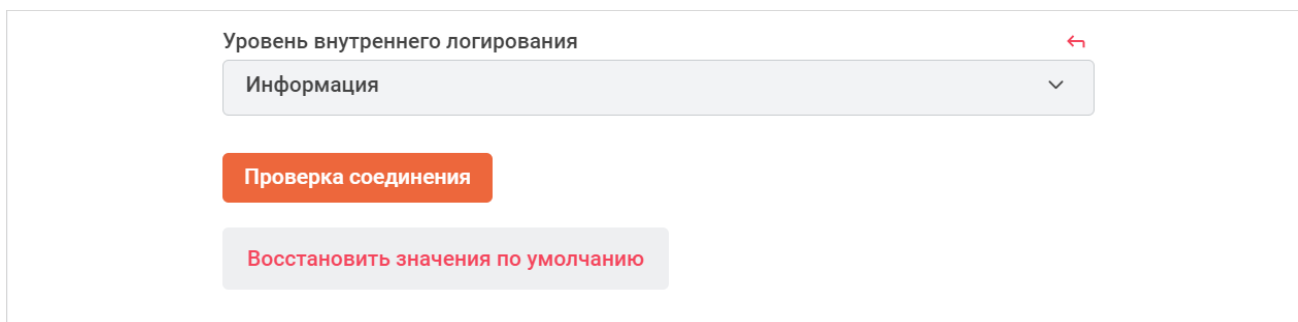 Уровень внутреннего логирования
Информация
Проверка соединения
Восстановить значения по умолчанию